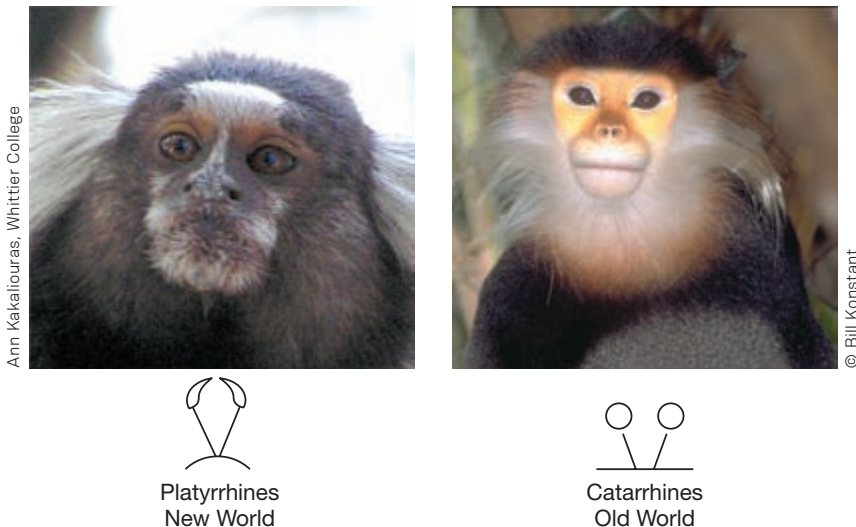 Ann Kakaliouras, Whittier College
© Bill Konstant
Platyrrhines
New World
Catarrhines
Old World